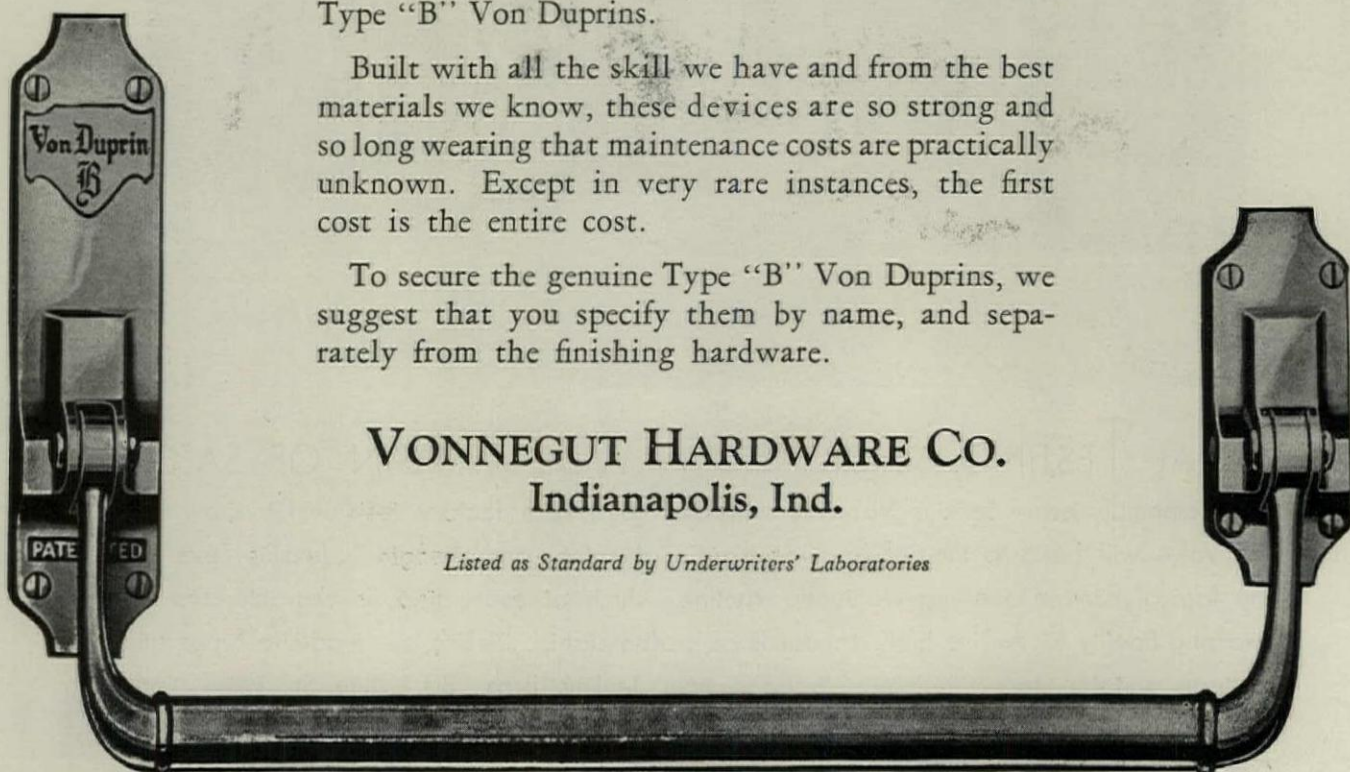 Type “B” Von Duprins.
Built with all the skill we have and from the best
materials we know, these devices are so strong and
so long wearing that maintenance costs are practically
unknown. Except in very rare instances, the first
cost is the entire cost.
To secure the genuine Type “B” Von Duprins, we
suggest that you specify them by name, and sepa-
rately from the finishing hardware.
VONNEGUT HARDWARE CO.
Indianapolis, Ind.
Listed as Standard by Underwriters' Laboratories
Von Duprin
B
PATE TED